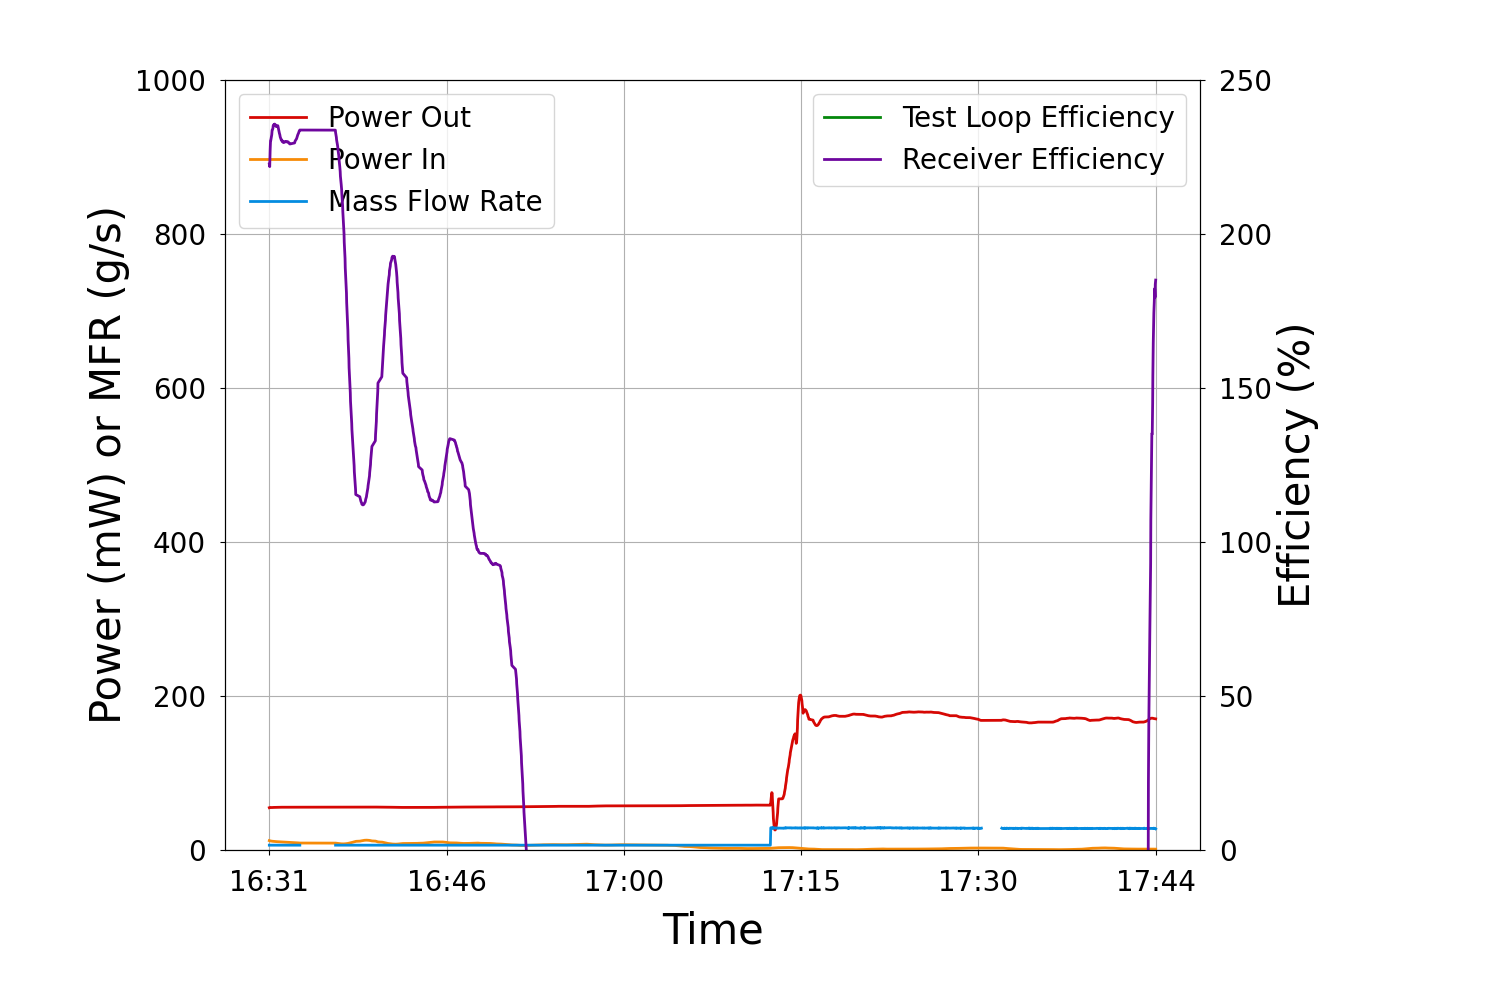 1000
800
600
400
200
0
Power (mW) or MFR (g/s)
Power Out
Power In
Mass Flow Rate
Test Loop Efficiency
Receiver Efficiency
250
200
150
100
50
0
Efficiency (%)
16:31 16:46 17:00 17:15 17:30 17:44
Time